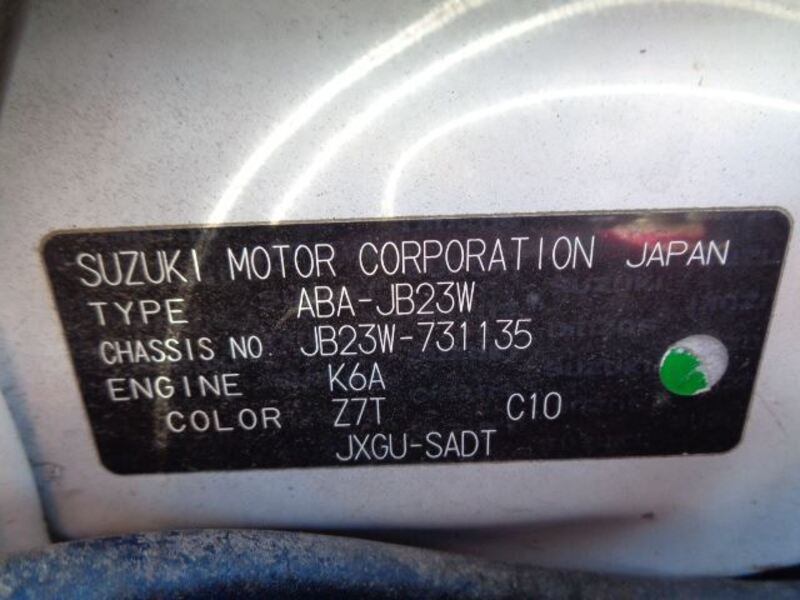 SUZUKI MOTOR CORPORATION JAPAN
TYPE ABA-JB23W
CHASSIS NO. JB23W-731135
ENGINE K6A
COLOR Z7T C10
JXGU-SADT